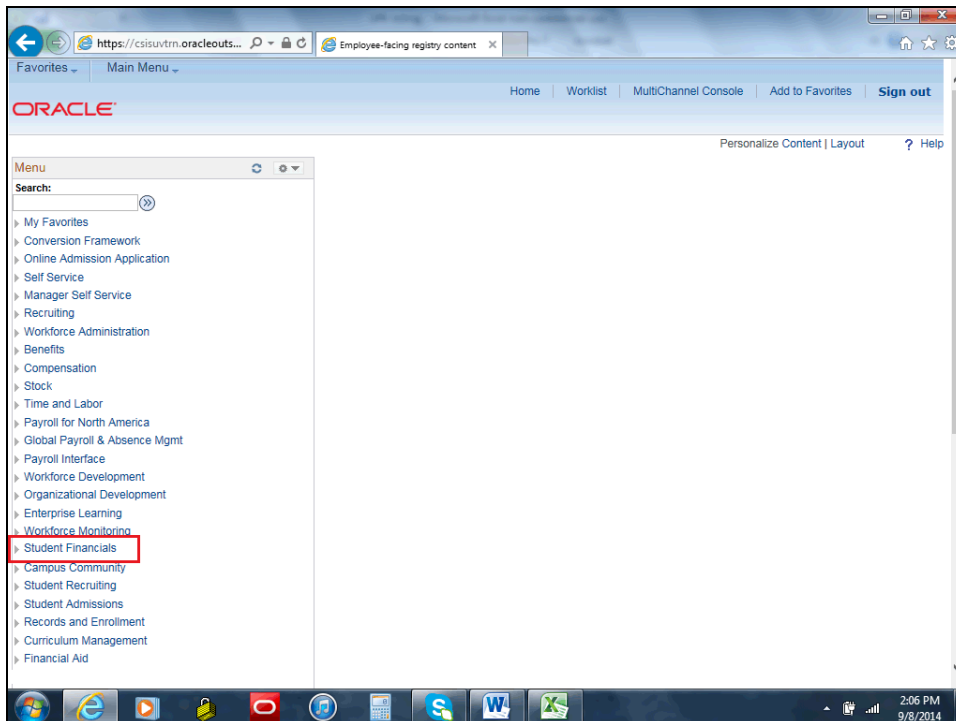 https://csisuvtrn.oracleouts...
Employee-facing registry content
Favorites
Main Menu
Home
Worklist
MultiChannel Console
Add to Favorites
Sign out
ORACLE
Personalize Content | Layout
? Help
Menu
Search:
My Favorites
Conversion Framework
Online Admission Application
Self Service
Manager Self Service
Recruiting
Workforce Administration
Benefits
Compensation
Stock
Time and Labor
Payroll for North America
Global Payroll & Absence Mgmt
Payroll Interface
Workforce Development
Organizational Development
Enterprise Learning
Workforce Monitoring
Student Financials
Campus Community
Student Recruiting
Student Admissions
Records and Enrollment
Curriculum Management
Financial Aid
2:06 PM
9/8/2014